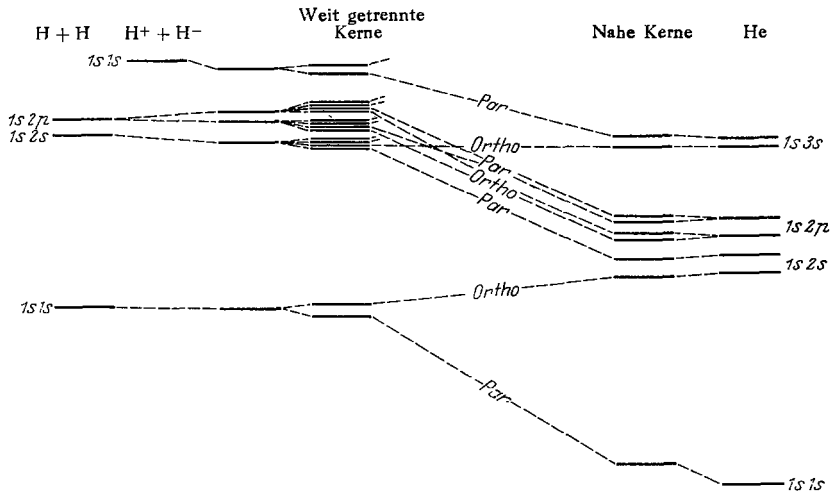 Weit getrennte
H + H H⁺ + H⁻ Kerne Nahe Kerne He
1s 1s
Par
1s 2p
1s 2s
Ortho
1s 3s
Par
Ortho
Par
1s 2p
1s 2s
Ortho
1s 1s
Par.
1s 1s